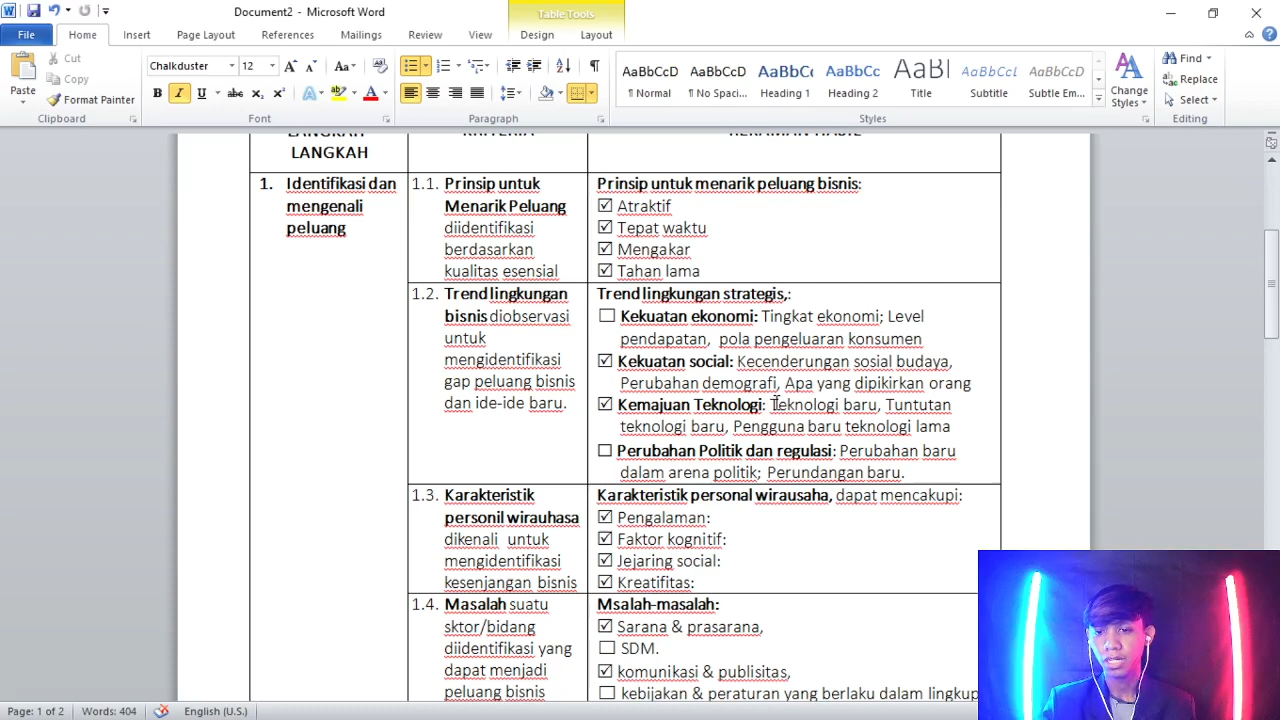 Document2 - Microsoft Word
Table Tools
File Home Insert Page Layout References Mailings Review View Design Layout
Paste
Cut
Copy
Format Painter
Clipboard
Chalkduster 12
Font
Paragraph
AaBbCcD AaBbCcD AaBbCc AaBbCc AaBb AaBbCcD AaBbCcD
¶ Normal ¶ No Spaci... Heading 1 Heading 2 Title Subtitle Subtle Em...
Change Styles
Styles
Find
Replace
Select
Editing
LANGKAH
LANGKAH
KRITERIA
REKAMAN HASIL
1. Identifikasi dan
mengenali
peluang
1.1. Prinsip untuk
Menarik Peluang
diidentifikasi
berdasarkan
kualitas esensial
Prinsip untuk menarik peluang bisnis:
☑ Atraktif
☑ Tepat waktu
☑ Mengakar
☑ Tahan lama
1.2. Trend lingkungan
bisnis diobservasi
untuk
mengidentifikasi
gap peluang bisnis
dan ide-ide baru.
Trend lingkungan strategis,:
☐ Kekuatan ekonomi: Tingkat ekonomi; Level
pendapatan, pola pengeluaran konsumen
☑ Kekuatan social: Kecenderungan sosial budaya,
Perubahan demografi, Apa yang dipikirkan orang
☑ Kemajuan Teknologi: Teknologi baru, Tuntutan
teknologi baru, Pengguna baru teknologi lama
☐ Perubahan Politik dan regulasi: Perubahan baru
dalam arena politik; Perundangan baru.
1.3. Karakteristik
personil wirauhasa
dikenali untuk
mengidentifikasi
kesenjangan bisnis
Karakteristik personal wirausaha, dapat mencakupi:
☑ Pengalaman:
☑ Faktor kognitif:
☑ Jejaring social:
☑ Kreatifitas:
1.4. Masalah suatu
sktor/bidang
diidentifikasi yang
dapat menjadi
peluang bisnis
Msalah-masalah:
☑ Sarana & prasarana,
☐ SDM.
☑ komunikasi & publisitas,
☐ kebijakan & peraturan yang berlaku dalam lingkup
Page: 1 of 2 Words: 404 English (U.S.)